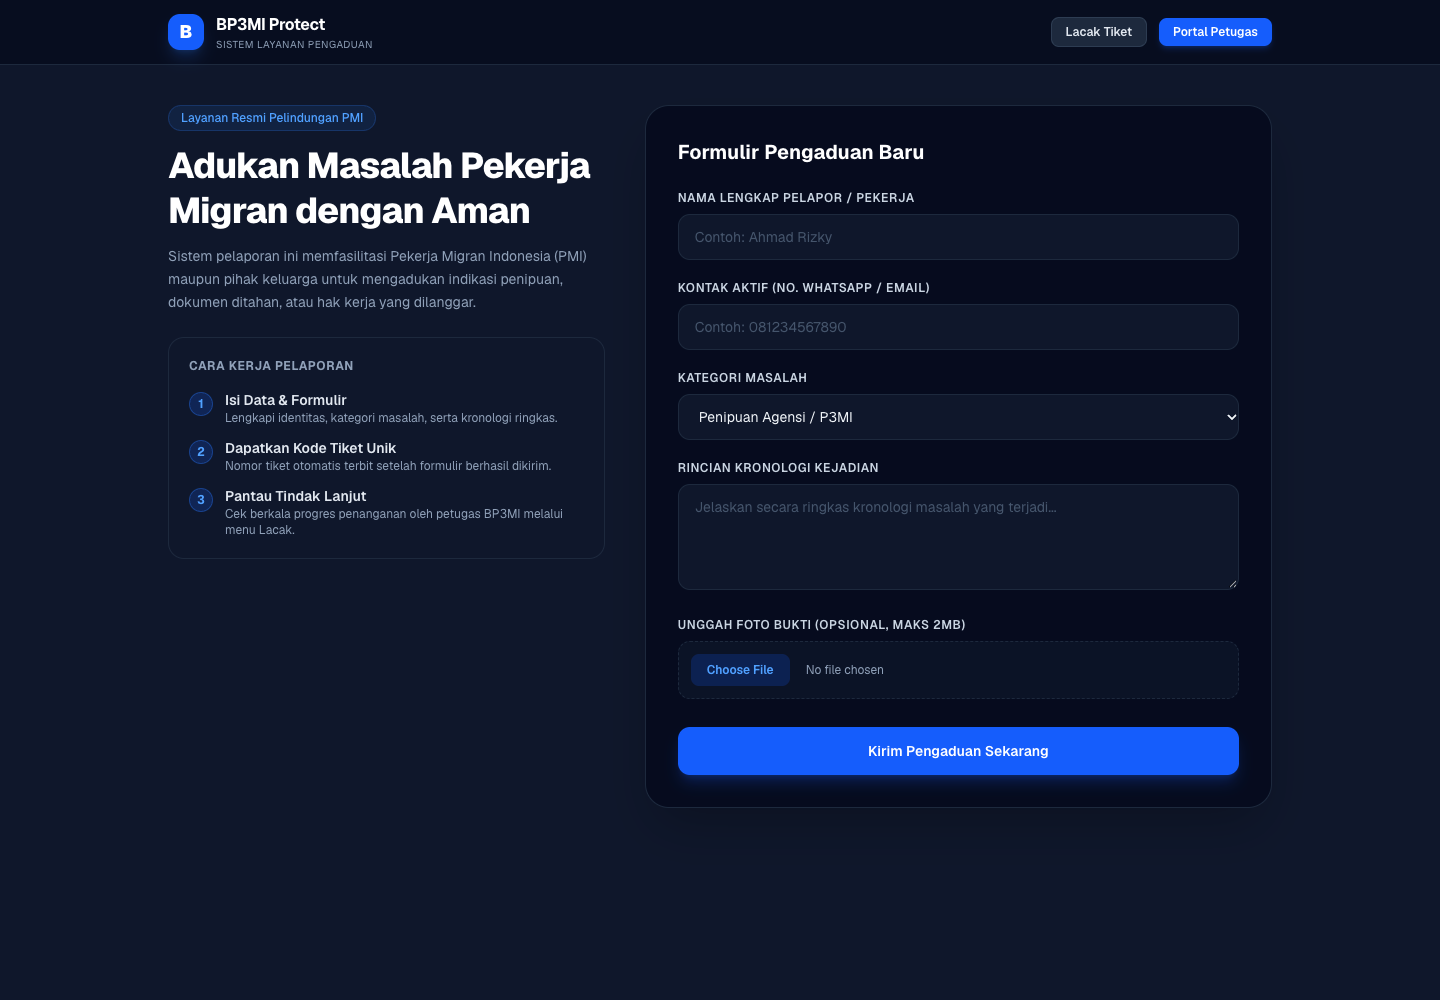 B
BP3MI Protect
SISTEM LAYANAN PENGADUAN
Lacak Tiket
Portal Petugas
Layanan Resmi Pelindungan PMI
Adukan Masalah Pekerja
Migran dengan Aman
Sistem pelaporan ini memfasilitasi Pekerja Migran Indonesia (PMI)
maupun pihak keluarga untuk mengadukan indikasi penipuan,
dokumen ditahan, atau hak kerja yang dilanggar.
CARA KERJA PELAPORAN
1
Isi Data & Formulir
Lengkapi identitas, kategori masalah, serta kronologi ringkas.
2
Dapatkan Kode Tiket Unik
Nomor tiket otomatis terbit setelah formulir berhasil dikirim.
3
Pantau Tindak Lanjut
Cek berkala progres penanganan oleh petugas BP3MI melalui
menu Lacak.
Formulir Pengaduan Baru
NAMA LENGKAP PELAPOR / PEKERJA
Contoh: Ahmad Rizky
KONTAK AKTIF (NO. WHATSAPP / EMAIL)
Contoh: 081234567890
KATEGORI MASALAH
Penipuan Agensi / P3MI
RINCIAN KRONOLOGI KEJADIAN
Jelaskan secara ringkas kronologi masalah yang terjadi...
UNGGAH FOTO BUKTI (OPSIONAL, MAKS 2MB)
Choose File
No file chosen
Kirim Pengaduan Sekarang